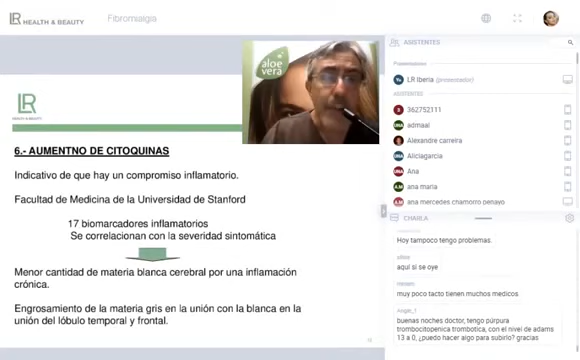 LR HEALTH & BEAUTY
Fibromialgia
aloe
vera
LR
HEALTH & BEAUTY
6.- AUMENTNO DE CITOQUINAS
Indicativo de que hay un compromiso inflamatorio.
Facultad de Medicina de la Universidad de Stanford
17 biomarcadores inflamatorios
Se correlacionan con la severidad sintomática
Menor cantidad de materia blanca cerebral por una inflamación
crónica.
Engrosamiento de la materia gris en la unión con la blanca en la
unión del lóbulo temporal y frontal.
ASISTENTES
LR Iberia
ASISTENTES
362752111
admaal
Alexandre carreira
Aliciagarcia
Ana
ana maria
ana mercedes chamorro penayo
CHARLA
Hoy tampoco tengo problemas.
aqui si se oye
muy poco tacto tienen muchos medicos
buenas noches doctor, tengo púrpura
trombocitopenica trombotica, con el nivel de adams
13 a 0, ¿puedo hacer algo para subirlo? gracias